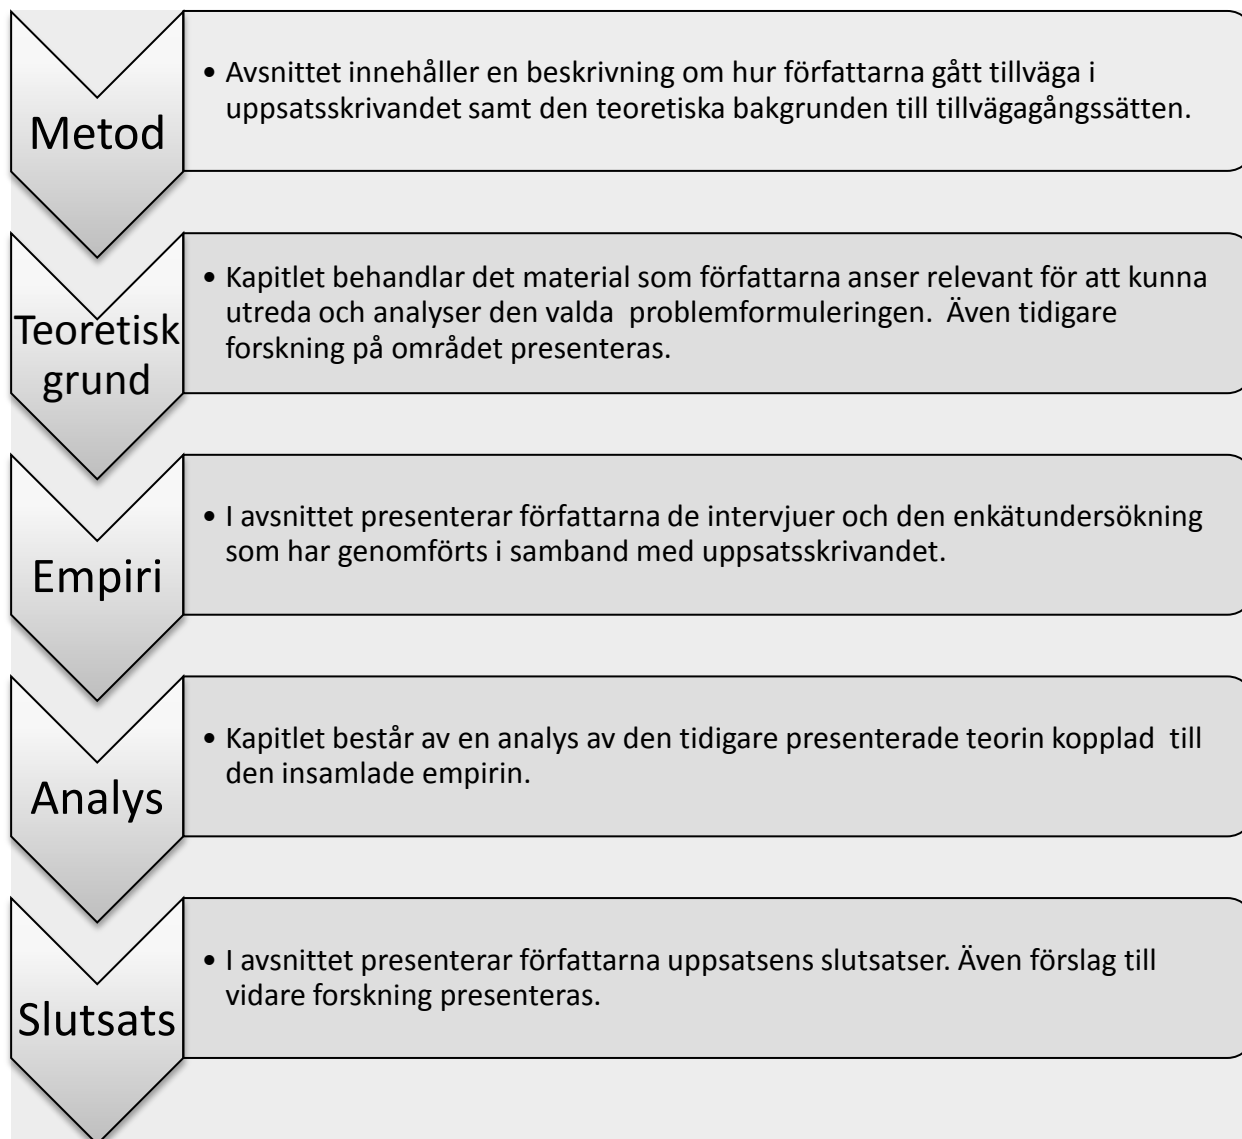 Metod
• Avsnittet innehåller en beskrivning om hur författarna gått tillväga i
uppsatsskrivandet samt den teoretiska bakgrunden till tillvägagångssätten.
Teoretisk
grund
• Kapitlet behandlar det material som författarna anser relevant för att kunna
utreda och analyser den valda  problemformuleringen.  Även tidigare
forskning på området presenteras.
Empiri
• I avsnittet presenterar författarna de intervjuer och den enkätundersökning
som har genomförts i samband med uppsatsskrivandet.
Analys
• Kapitlet består av en analys av den tidigare presenterade teorin kopplad  till
den insamlade empirin.
Slutsats
• I avsnittet presenterar författarna uppsatsens slutsatser. Även förslag till
vidare forskning presenteras.